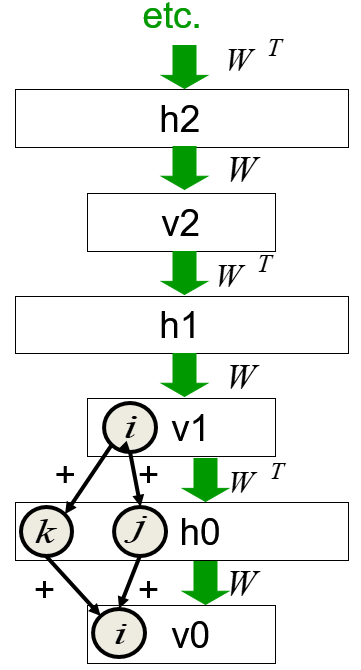 etc.
W T
h2
W
v2
W T
h1
W
i v1
+ + W T
k j h0
+ + W
i v0